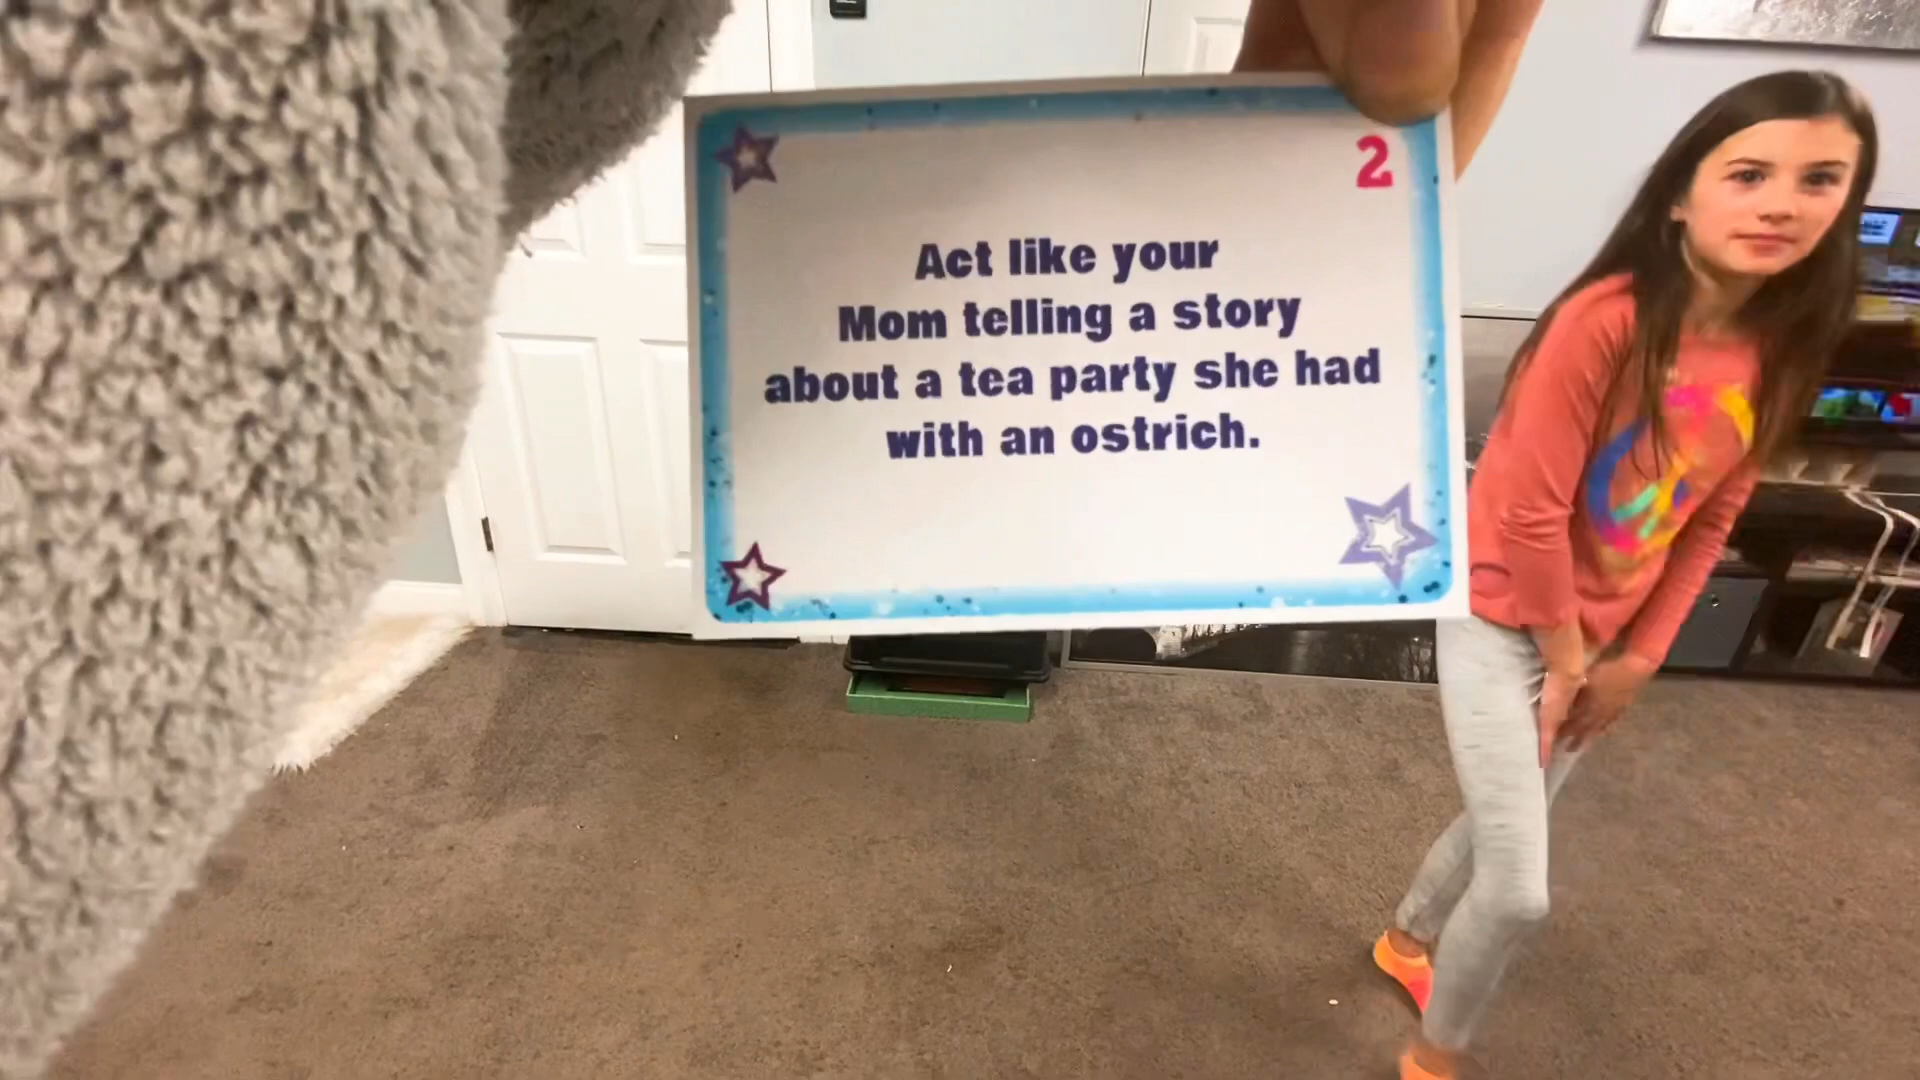 2
Act like your
Mom telling a story
about a tea party she had
with an ostrich.